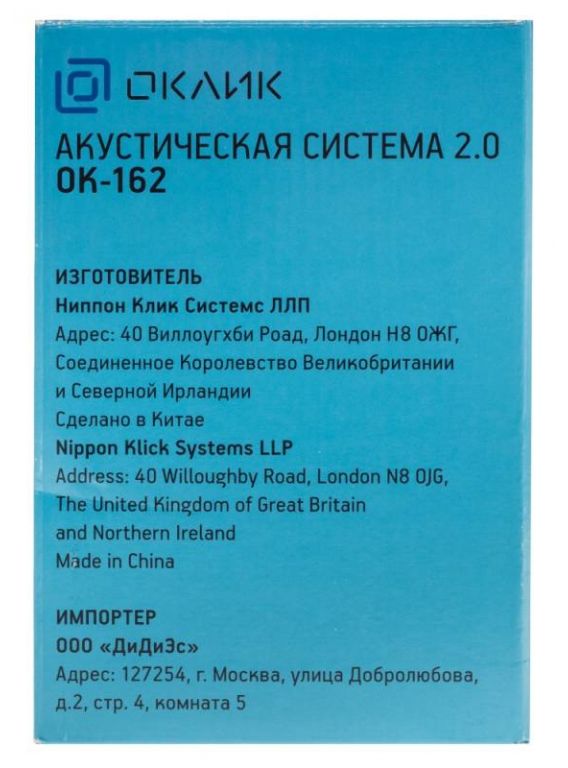 ОКЛИК
АКУСТИЧЕСКАЯ СИСТЕМА 2.0
ОК-162
ИЗГОТОВИТЕЛЬ
Ниппон Клик Системс ЛЛП
Адрес: 40 Виллоугхби Роад, Лондон Н8 0ЖГ,
Соединенное Королевство Великобритании
и Северной Ирландии
Сделано в Китае
Nippon Klick Systems LLP
Address: 40 Willoughby Road, London N8 0JG,
The United Kingdom of Great Britain
and Northern Ireland
Made in China
ИМПОРТЕР
ООО «ДиДиЭс»
Адрес: 127254, г. Москва, улица Добролюбова,
д.2, стр. 4, комната 5